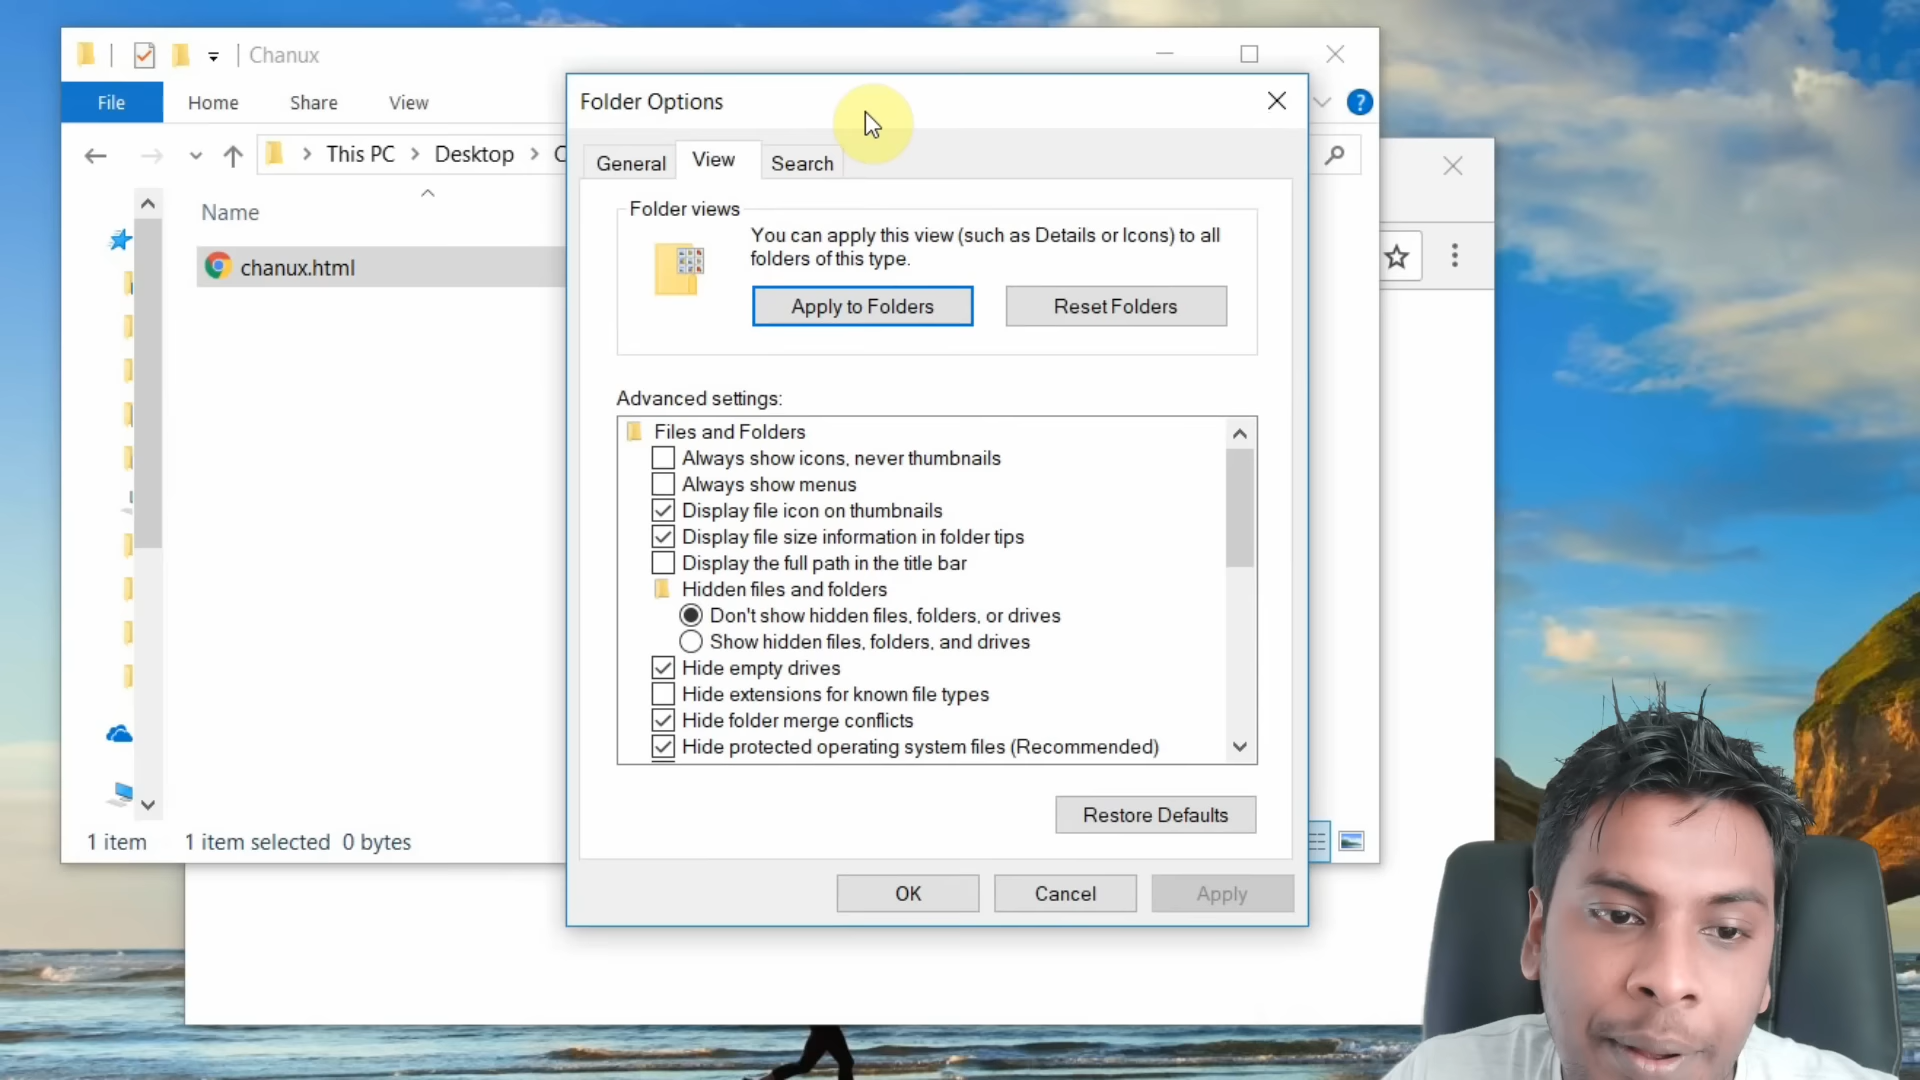 Chanux
File
Home
Share
View
This PC
Desktop
C
Name
chanux.html
1 item
1 item selected 0 bytes
Folder Options
General
View
Search
Folder views
You can apply this view (such as Details or Icons) to all
folders of this type.
Apply to Folders
Reset Folders
Advanced settings:
Files and Folders
Always show icons, never thumbnails
Always show menus
Display file icon on thumbnails
Display file size information in folder tips
Display the full path in the title bar
Hidden files and folders
Don't show hidden files, folders, or drives
Show hidden files, folders, and drives
Hide empty drives
Hide extensions for known file types
Hide folder merge conflicts
Hide protected operating system files (Recommended)
Restore Defaults
OK
Cancel
Apply
?